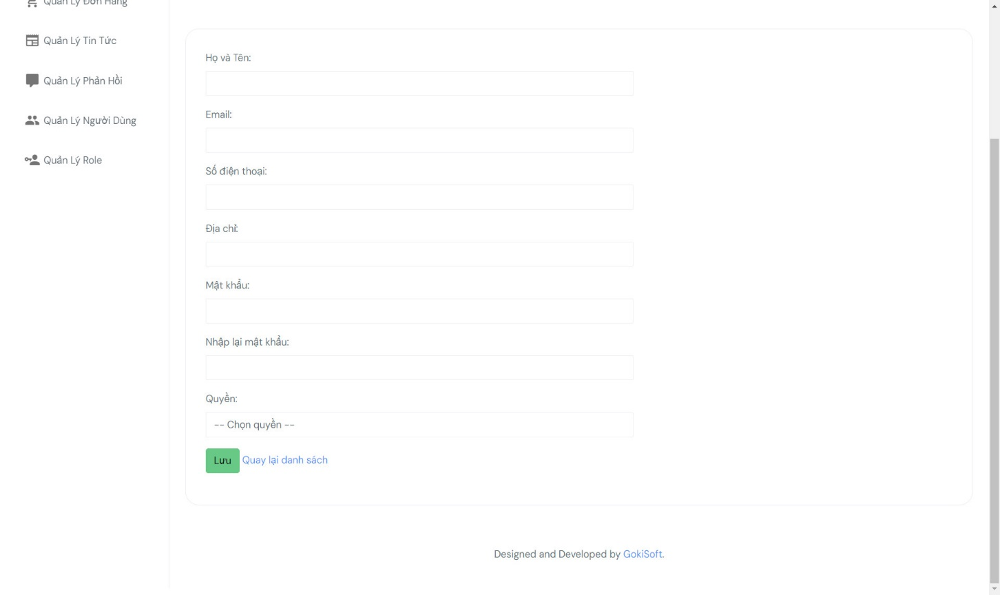 Quản Lý Đơn Hàng
Quản Lý Tin Tức
Quản Lý Phản Hồi
Quản Lý Người Dùng
Quản Lý Role
Họ và Tên:
Email:
Số điện thoại:
Địa chỉ:
Mật khẩu:
Nhập lại mật khẩu:
Quyền:
-- Chọn quyền --
Lưu Quay lại danh sách
Designed and Developed by GokiSoft.